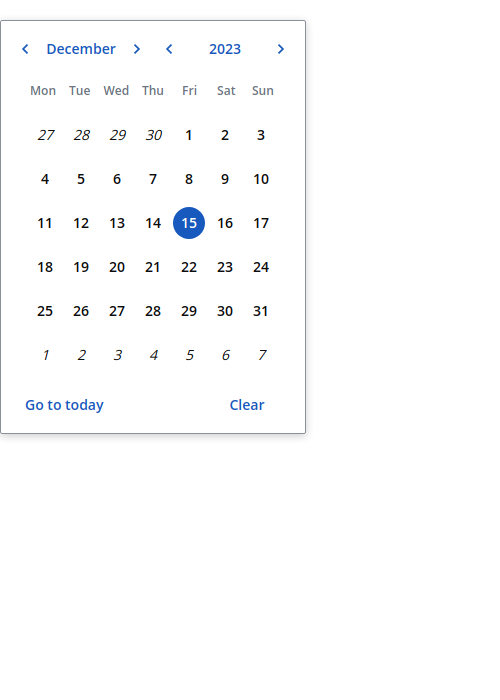 December 2023
Mon Tue Wed Thu Fri Sat Sun
27 28 29 30 1 2 3
4 5 6 7 8 9 10
11 12 13 14 15 16 17
18 19 20 21 22 23 24
25 26 27 28 29 30 31
1 2 3 4 5 6 7
Go to today Clear